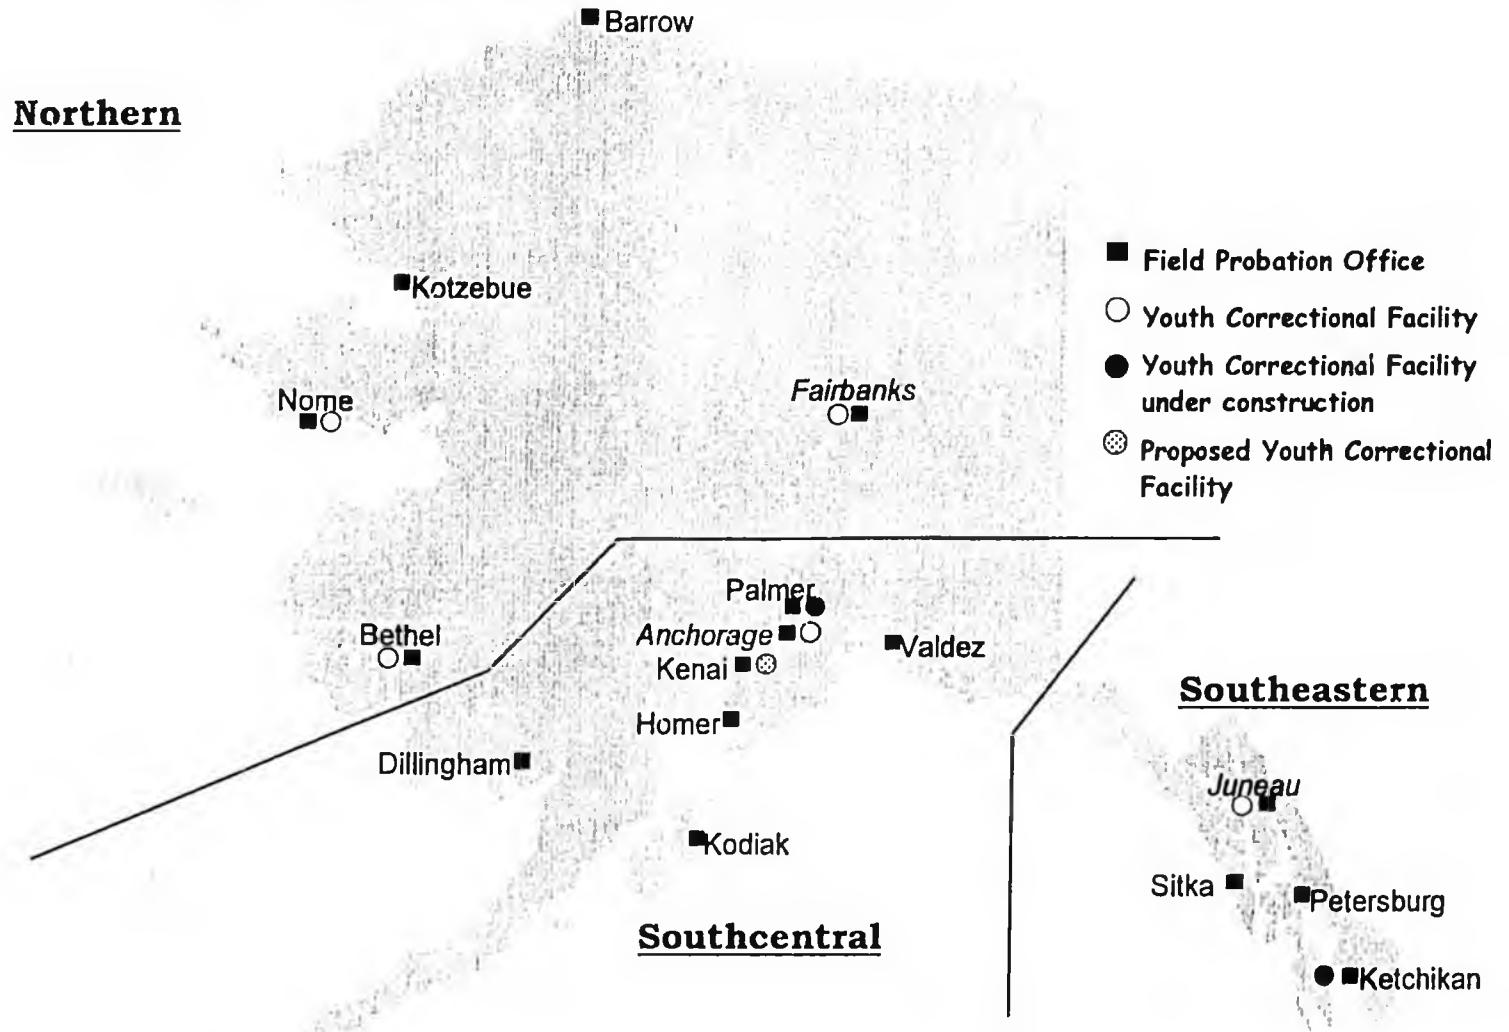 Barrow
Northern
Kotzebue
Nome
Fairbanks
Field Probation Office
Youth Correctional Facility
Youth Correctional Facility
under construction
Proposed Youth Correctional
Facility
Palmer
Bethel
Anchorage
Valdez
Kenai
Homer
Southeastern
Dillingham
Juneau
Kodiak
Sitka
Petersburg
Southcentral
Ketchikan